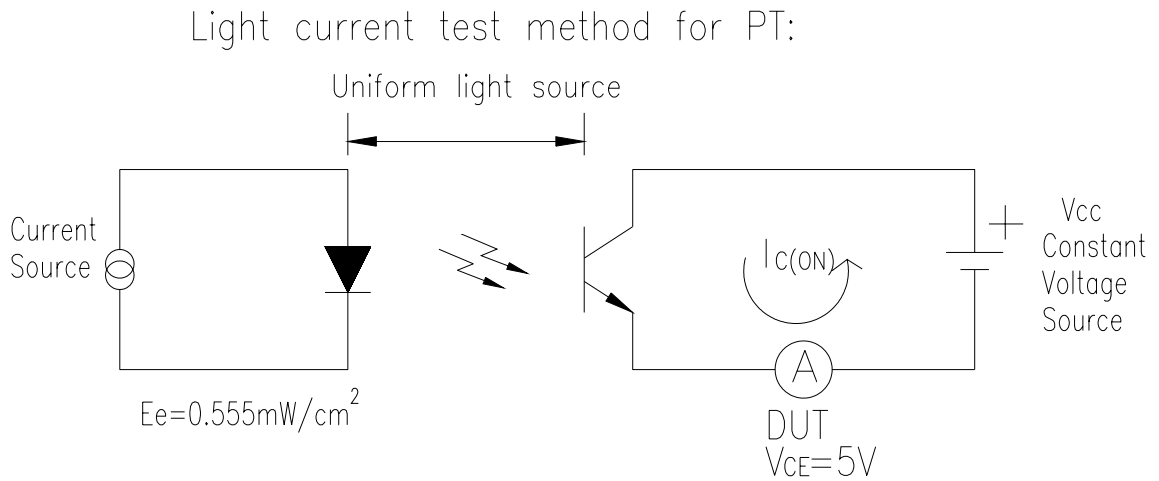 Light current test method for PT:
Uniform light source
Current
Source
IC(ON)
+
Vcc
Constant
Voltage
Source
A
Ee=0.555mW/cm²
DUT
VCE=5V